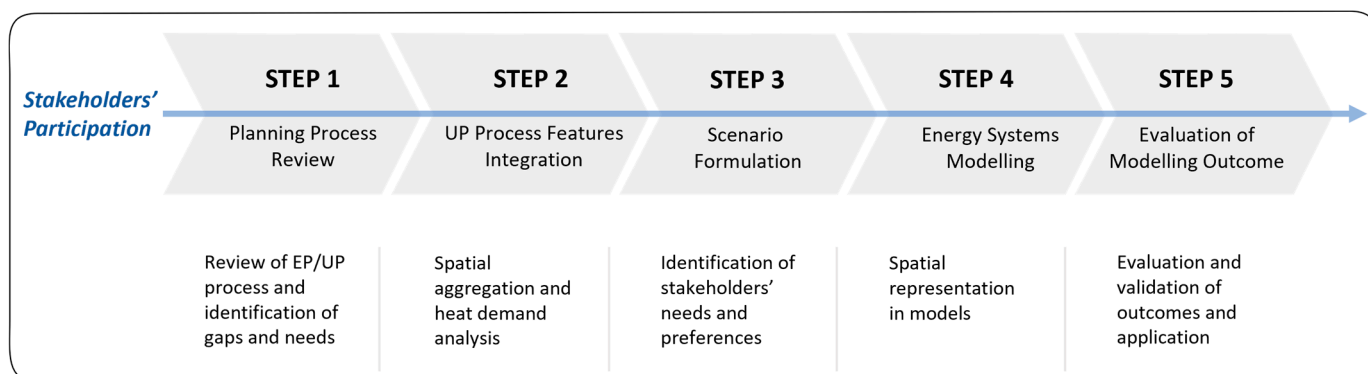 Stakeholders'
Participation
STEP 1
Planning Process
Review
STEP 2
UP Process Features
Integration
STEP 3
Scenario
Formulation
STEP 4
Energy Systems
Modelling
STEP 5
Evaluation of
Modelling Outcome
Review of EP/UP
process and
identification of
gaps and needs
Spatial
aggregation and
heat demand
analysis
Identification of
stakeholders'
needs and
preferences
Spatial
representation
in models
Evaluation and
validation of
outcomes and
application